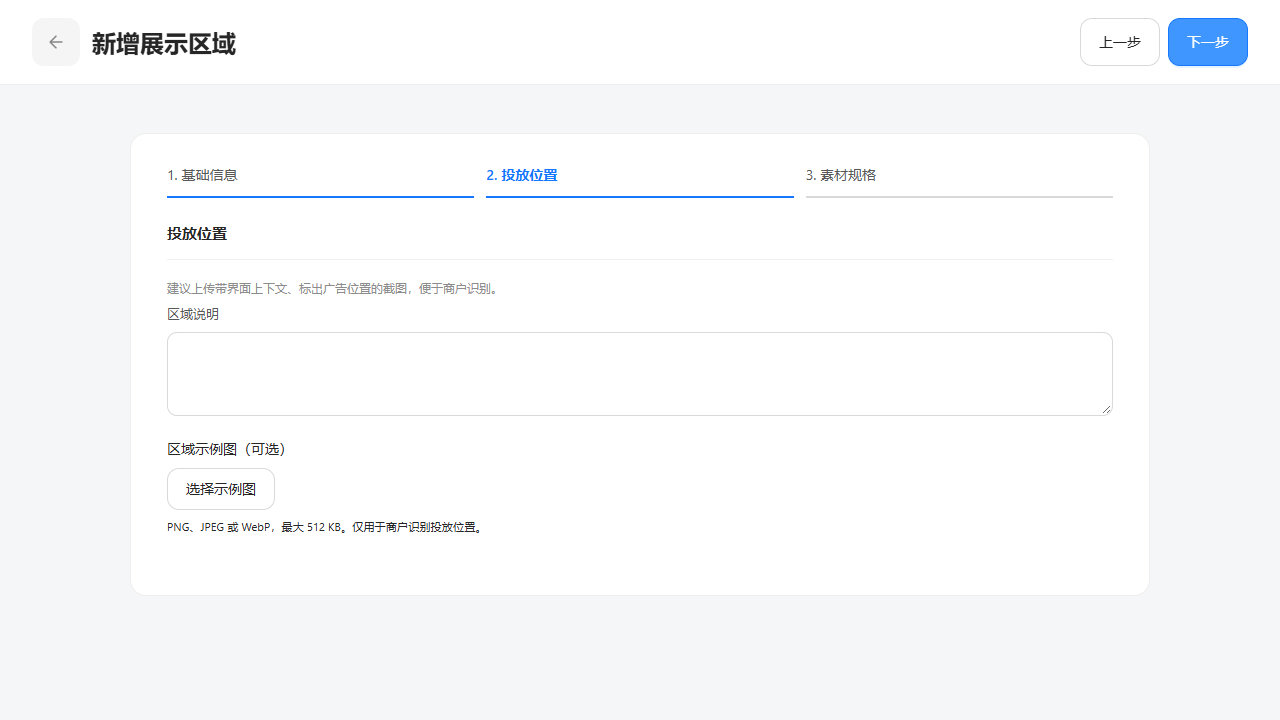 新增展示区域
上一步
下一步
1. 基础信息
2. 投放位置
3. 素材规格
投放位置
建议上传带界面上下文、标出广告位置的截图，便于商户识别。
区域说明
区域示例图（可选）
选择示例图
PNG、JPEG 或 WebP，最大 512 KB。仅用于商户识别投放位置。